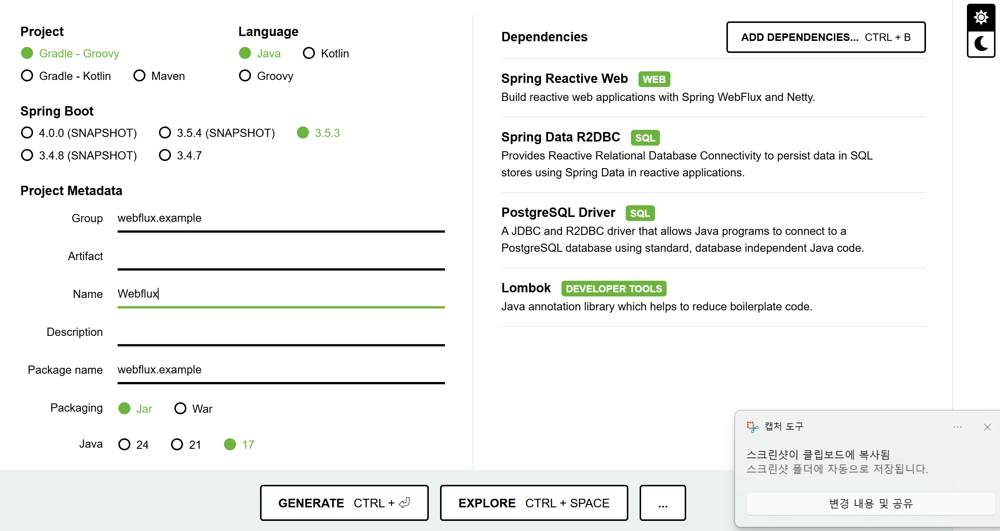 Project
Gradle - Groovy
Gradle - Kotlin Maven
Language
Java Kotlin
Groovy
Spring Boot
4.0.0 (SNAPSHOT) 3.5.4 (SNAPSHOT) 3.5.3
3.4.8 (SNAPSHOT) 3.4.7
Project Metadata
Group webflux.example
Artifact
Name Webflux
Description
Package name webflux.example
Packaging Jar War
Java 24 21 17
Dependencies
ADD DEPENDENCIES... CTRL + B
Spring Reactive Web WEB
Build reactive web applications with Spring WebFlux and Netty.
Spring Data R2DBC SQL
Provides Reactive Relational Database Connectivity to persist data in SQL
stores using Spring Data in reactive applications.
PostgreSQL Driver SQL
A JDBC and R2DBC driver that allows Java programs to connect to a
PostgreSQL database using standard, database independent Java code.
Lombok DEVELOPER TOOLS
Java annotation library which helps to reduce boilerplate code.
GENERATE CTRL + ⏎
EXPLORE CTRL + SPACE
...
캡처 도구
스크린샷이 클립보드에 복사됨
스크린샷 폴더에 자동으로 저장됩니다.
변경 내용 및 공유